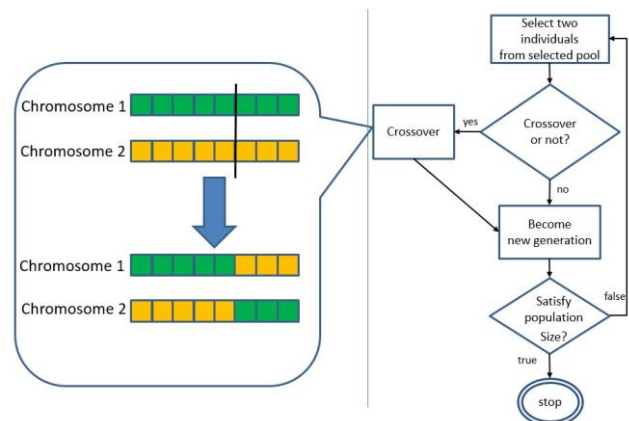 Chromosome 1
Chromosome 2
Chromosome 1
Chromosome 2
Select two
individuals
from selected pool
Crossover
or not?
yes
Crossover
no
Become
new generation
Satisfy
population
Size?
false
true
stop